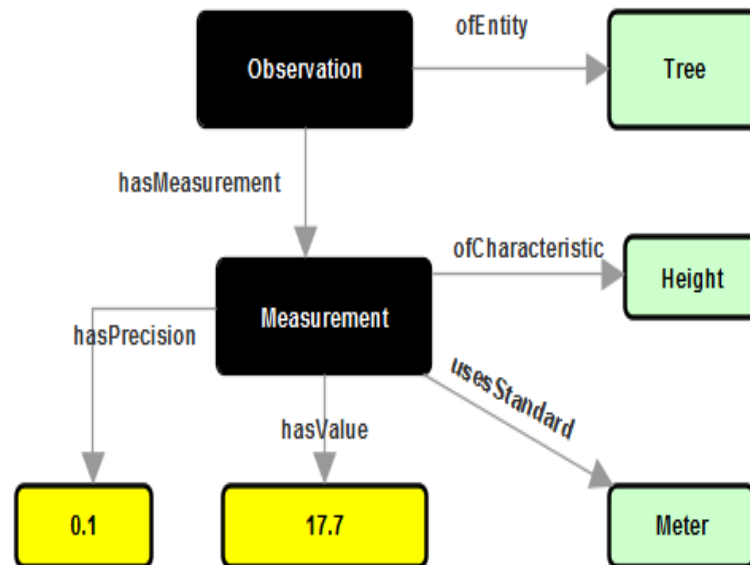 ofEntity
Observation
Tree
hasMeasurement
ofCharacteristic
Height
Measurement
hasPrecision
usesStandard
hasValue
0.1
17.7
Meter